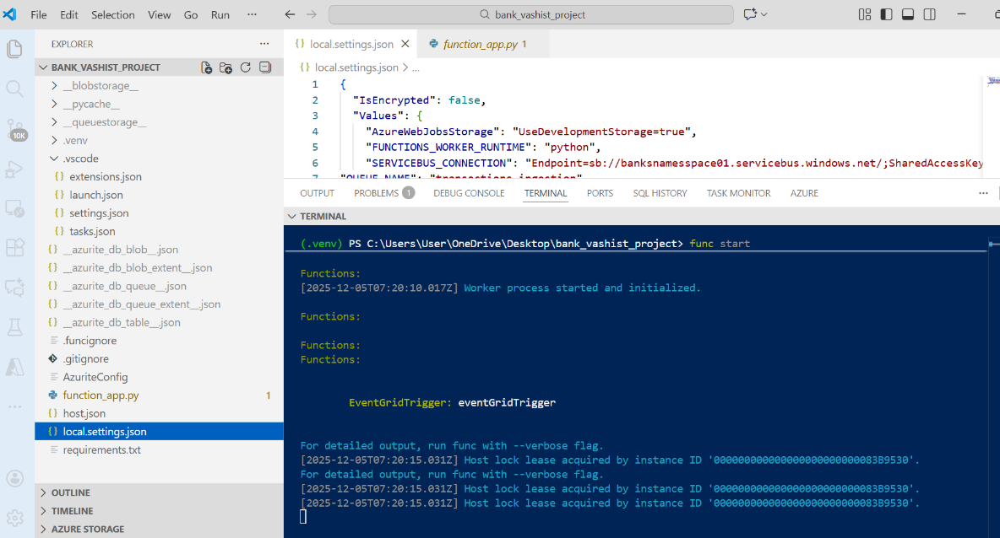 File Edit Selection View Go Run ··· bank_vashist_project
EXPLORER ···
BANK_VASHIST_PROJECT
__blobstorage__
__pycache__
__queuestorage__
.venv
.vscode
{} extensions.json
{} launch.json
{} settings.json
{} tasks.json
{} __azurite_db_blob__.json
{} __azurite_db_blob_extent__.json
{} __azurite_db_queue__.json
{} __azurite_db_queue_extent__.json
{} __azurite_db_table__.json
.funcignore
.gitignore
AzuriteConfig
function_app.py 1
{} host.json
{} local.settings.json
requirements.txt
OUTLINE
TIMELINE
AZURE STORAGE
10K
{} local.settings.json function_app.py 1
{} local.settings.json > ...
1 {
2 "IsEncrypted": false,
3 "Values": {
4 "AzureWebJobsStorage": "UseDevelopmentStorage=true",
5 "FUNCTIONS_WORKER_RUNTIME": "python",
6 "SERVICEBUS_CONNECTION": "Endpoint=sb://banksnamesspace01.servicebus.windows.net/;SharedAccessKey
7 "QUEUE_NAME": "transactions-ingestion"
OUTPUT PROBLEMS 1 DEBUG CONSOLE TERMINAL PORTS SQL HISTORY TASK MONITOR AZURE ···
TERMINAL
(.venv) PS C:\Users\User\OneDrive\Desktop\bank_vashist_project> func start
Functions:
[2025-12-05T07:20:10.017Z] Worker process started and initialized.
Functions:
Functions:
Functions:
EventGridTrigger: eventGridTrigger
For detailed output, run func with --verbose flag.
[2025-12-05T07:20:15.031Z] Host lock lease acquired by instance ID '000000000000000000000000083B9530'.
For detailed output, run func with --verbose flag.
[2025-12-05T07:20:15.031Z] Host lock lease acquired by instance ID '000000000000000000000000083B9530'.
[2025-12-05T07:20:15.031Z] Host lock lease acquired by instance ID '000000000000000000000000083B9530'.